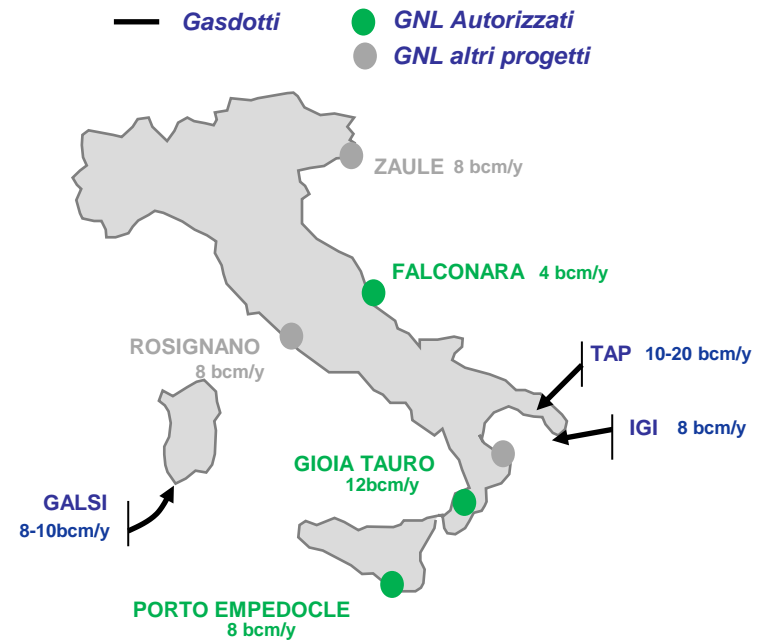 Gasdotti
GNL Autorizzati
GNL altri progetti
ZAULE 8 bcm/y
FALCONARA 4 bcm/y
ROSIGNANO
8 bcm/y
TAP 10-20 bcm/y
IGI 8 bcm/y
GIOIA TAURO
12bcm/y
GALSI
8-10bcm/y
PORTO EMPEDOCLE
8 bcm/y